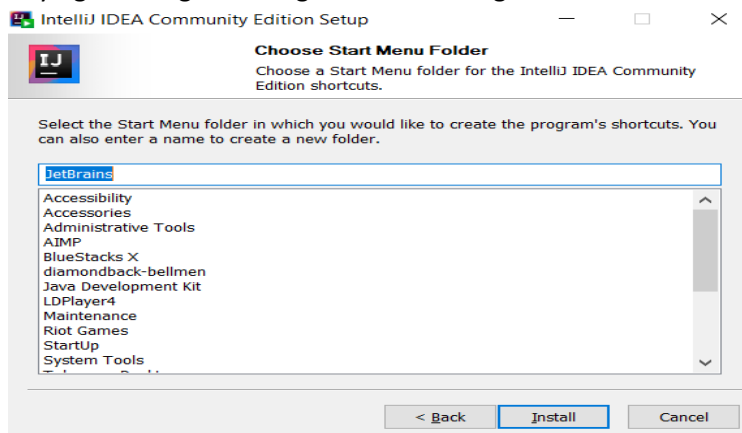 IntelliJ IDEA Community Edition Setup
IJ
Choose Start Menu Folder
Choose a Start Menu folder for the IntelliJ IDEA Community
Edition shortcuts.
Select the Start Menu folder in which you would like to create the program's shortcuts. You
can also enter a name to create a new folder.
JetBrains
Accessibility
Accessories
Administrative Tools
AIMP
BlueStacks X
diamondback-bellmen
Java Development Kit
LDPlayer4
Maintenance
Riot Games
StartUp
System Tools
< Back Install Cancel